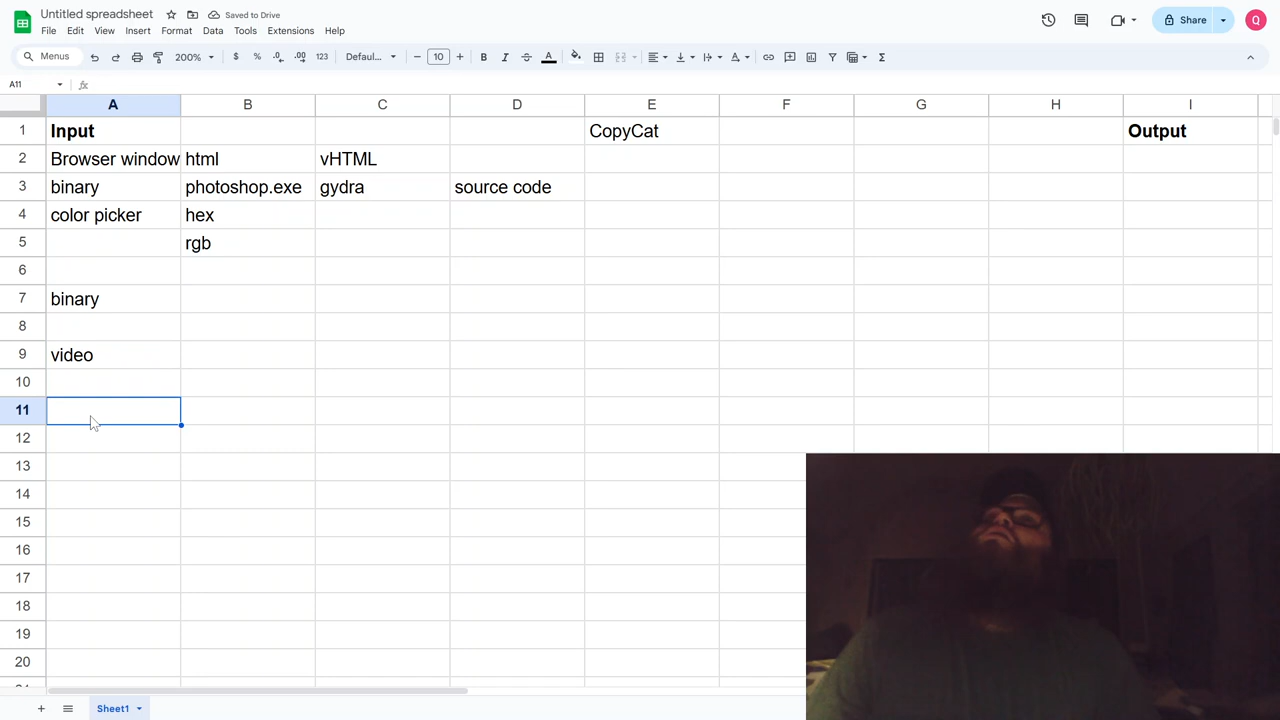 Untitled spreadsheet Saved to Drive
File Edit View Insert Format Data Tools Extensions Help
Share Q
Menus 200% $ % .0 .00 123 Defaul... − 10 + B I A Σ
A11 fx
A B C D E F G H I
1 Input CopyCat Output
2 Browser window html vHTML
3 binary photoshop.exe gydra source code
4 color picker hex
5 rgb
6
7 binary
8
9 video
10
11
12
13
14
15
16
17
18
19
20
+ Sheet1